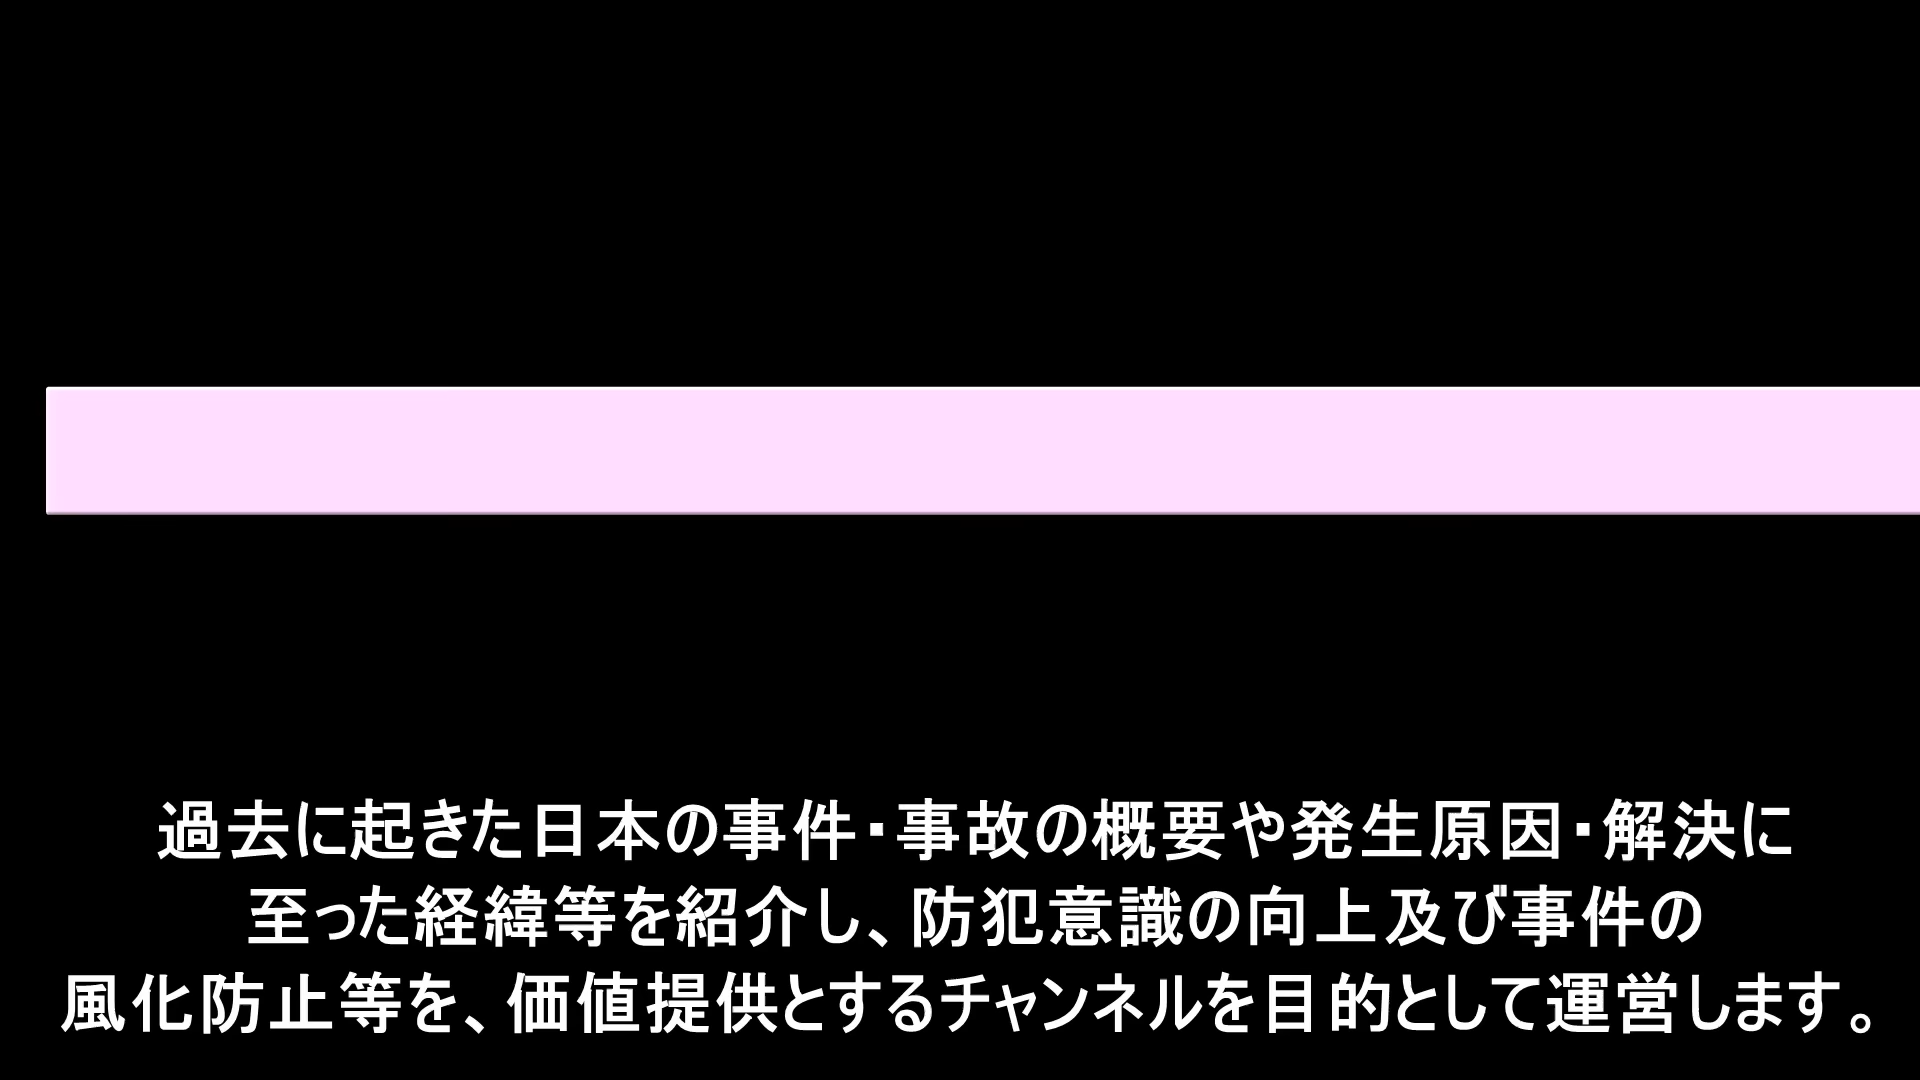 過去に起きた日本の事件・事故の概要や発生原因・解決に
至った経緯等を紹介し、防犯意識の向上及び事件の
風化防止等を、価値提供とするチャンネルを目的として運営します。